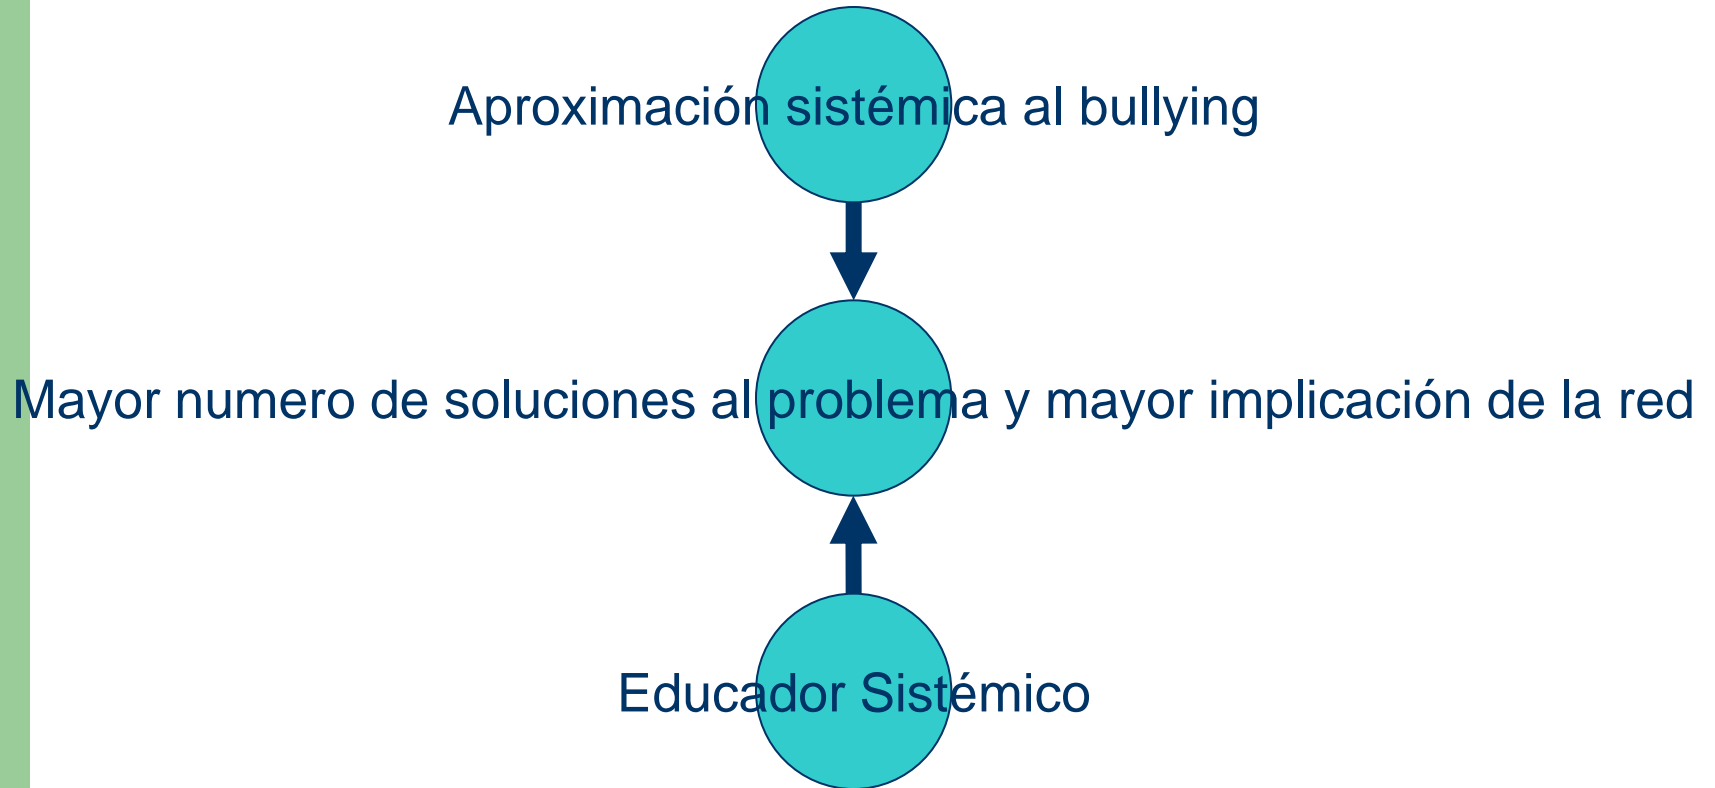 Aproximación sistémica al bullying
Mayor numero de soluciones al problema y mayor implicación de la red
Educador Sistémico